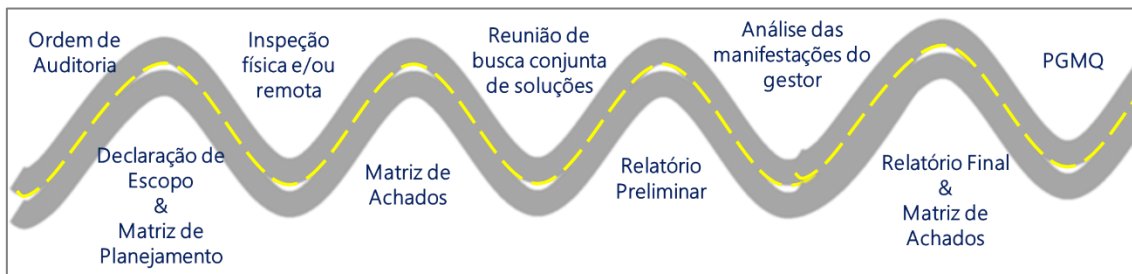 Ordem de
Auditoria
Declaração de
Escopo
&
Matriz de
Planejamento
Inspeção
física e/ou
remota
Matriz de
Achados
Reunião de
busca conjunta
de soluções
Relatório
Preliminar
Análise das
manifestações do
gestor
Relatório Final
&
Matriz de
Achados
PGMQ